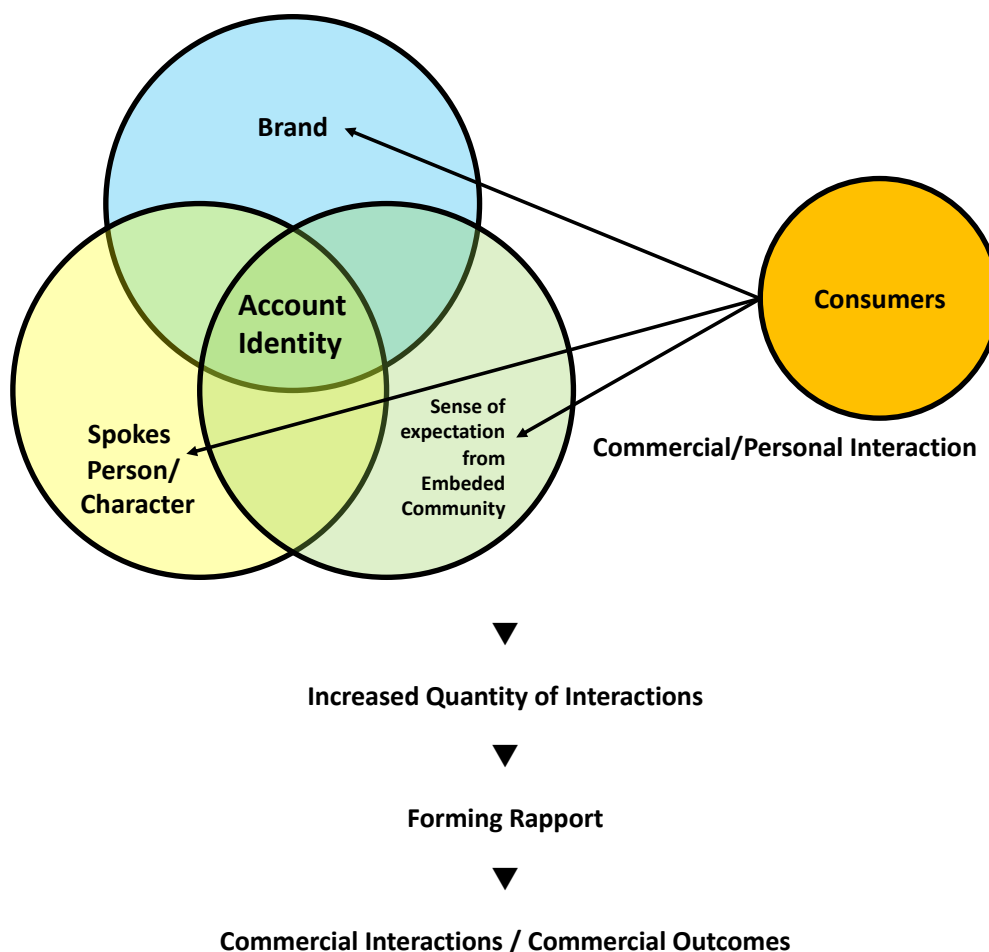 Brand
Account
Identity
Consumers
Spokes
Person/
Character
Sense of
expectation
from
Embeded
Community
Commercial/Personal Interaction
Increased Quantity of Interactions
Forming Rapport
Commercial Interactions / Commercial Outcomes